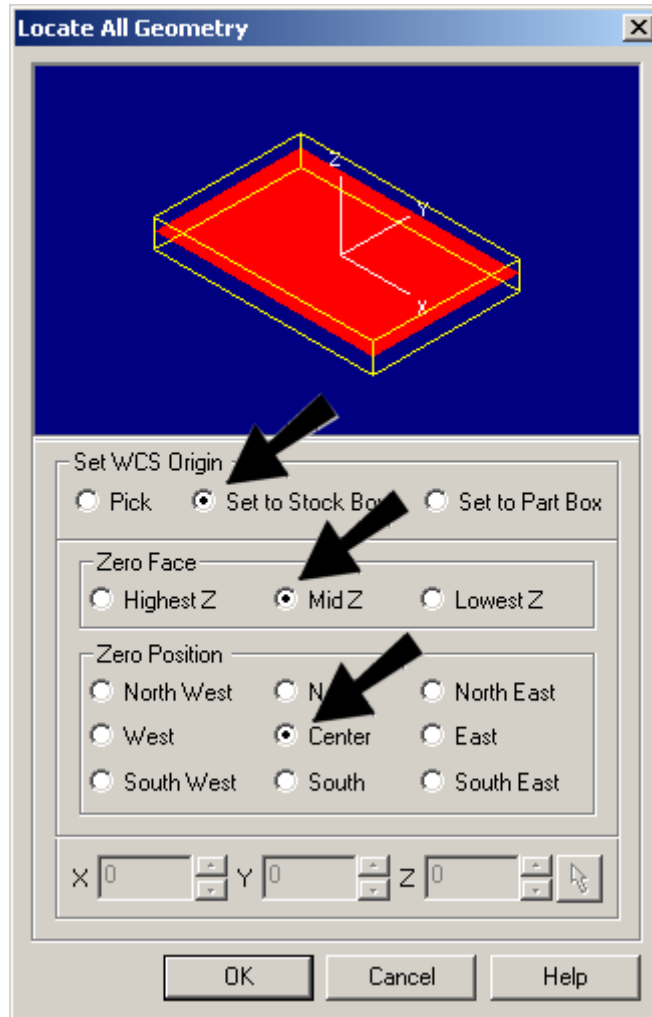 Locate All Geometry
Z
Y
X
Set WCS Origin
Pick Set to Stock Set to Part Box
Zero Face
Highest Z Mid Z Lowest Z
Zero Position
North West North East
West Center East
South West South South East
X 0 Y 0 Z 0
OK Cancel Help